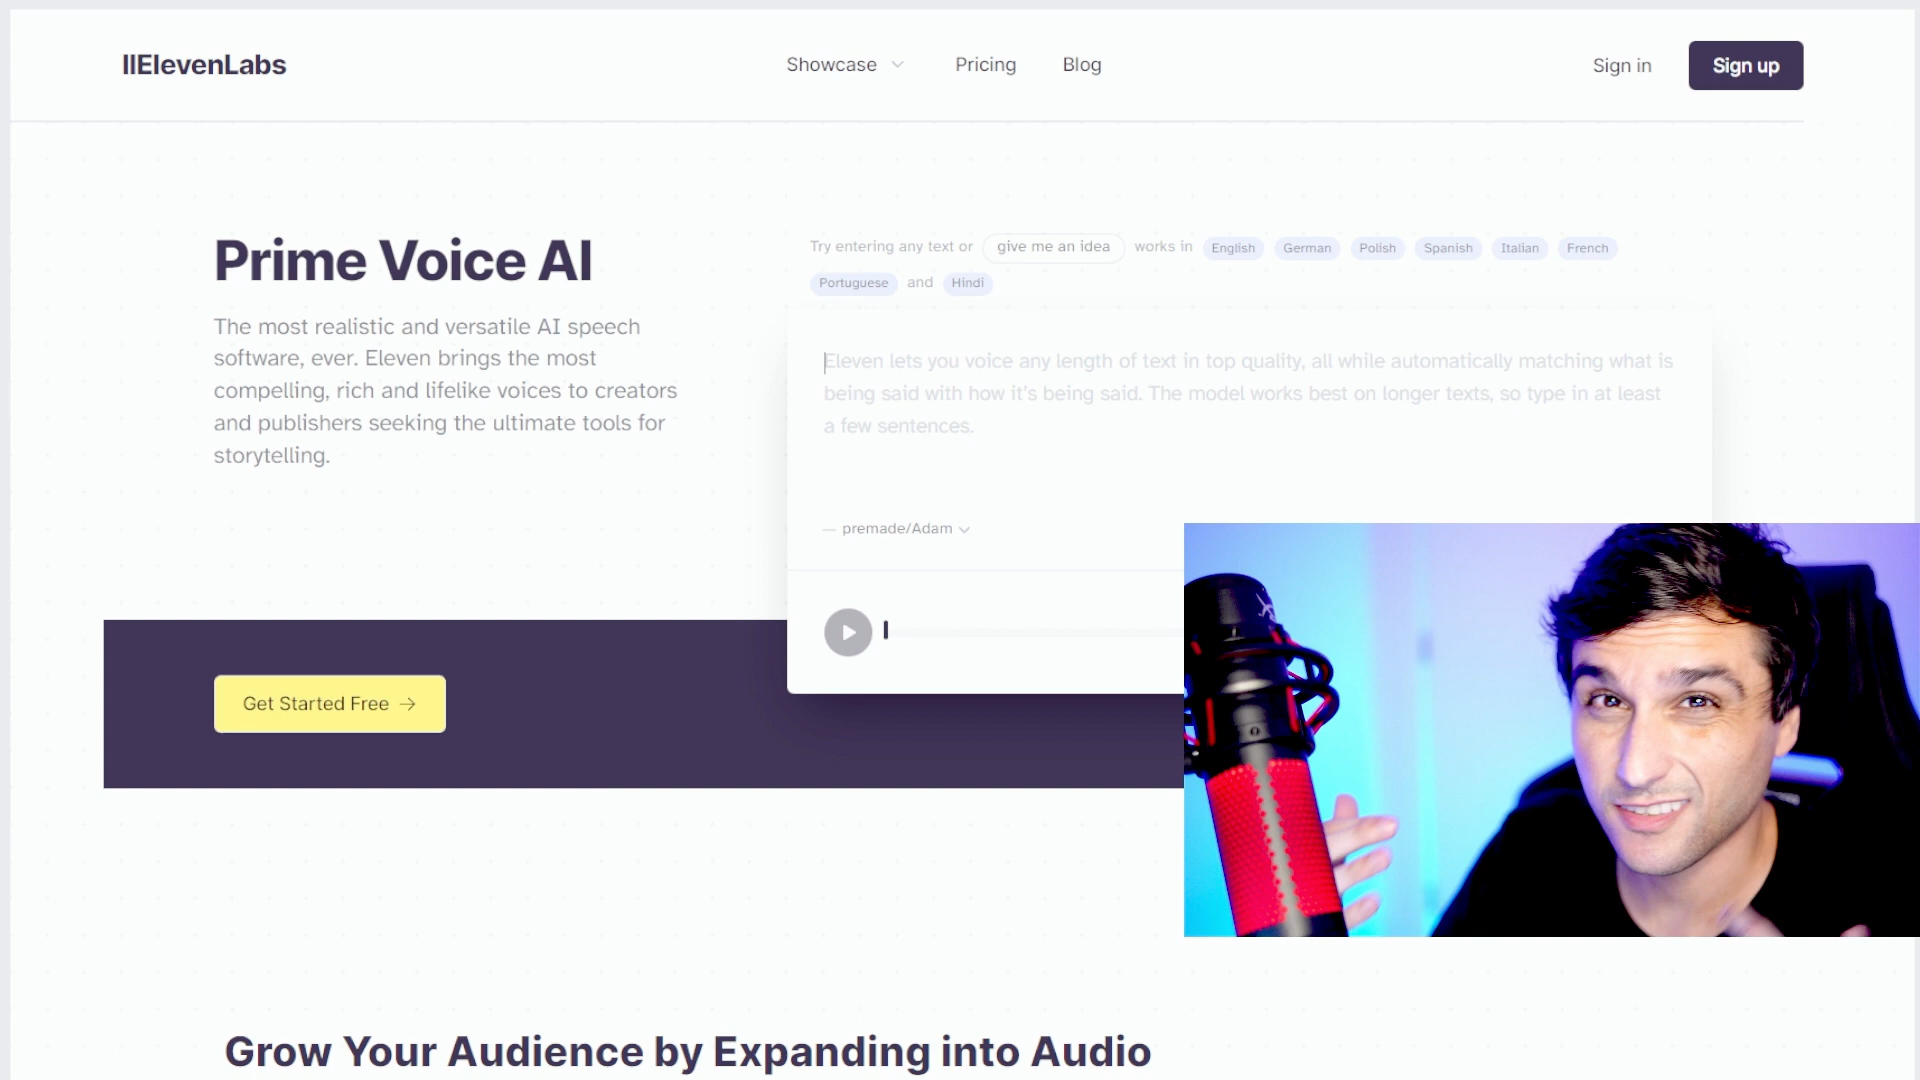 IIElevenLabs
Showcase
Pricing
Blog
Sign in
Sign up
Prime Voice AI
The most realistic and versatile AI speech
software, ever. Eleven brings the most
compelling, rich and lifelike voices to creators
and publishers seeking the ultimate tools for
storytelling.
Try entering any text or give me an idea works in English German Polish Spanish Italian French
Portuguese and Hindi
Eleven lets you voice any length of text in top quality, all while automatically matching what is
being said with how it's being said. The model works best on longer texts, so type in at least
a few sentences.
— premade/Adam
Get Started Free →
Grow Your Audience by Expanding into Audio